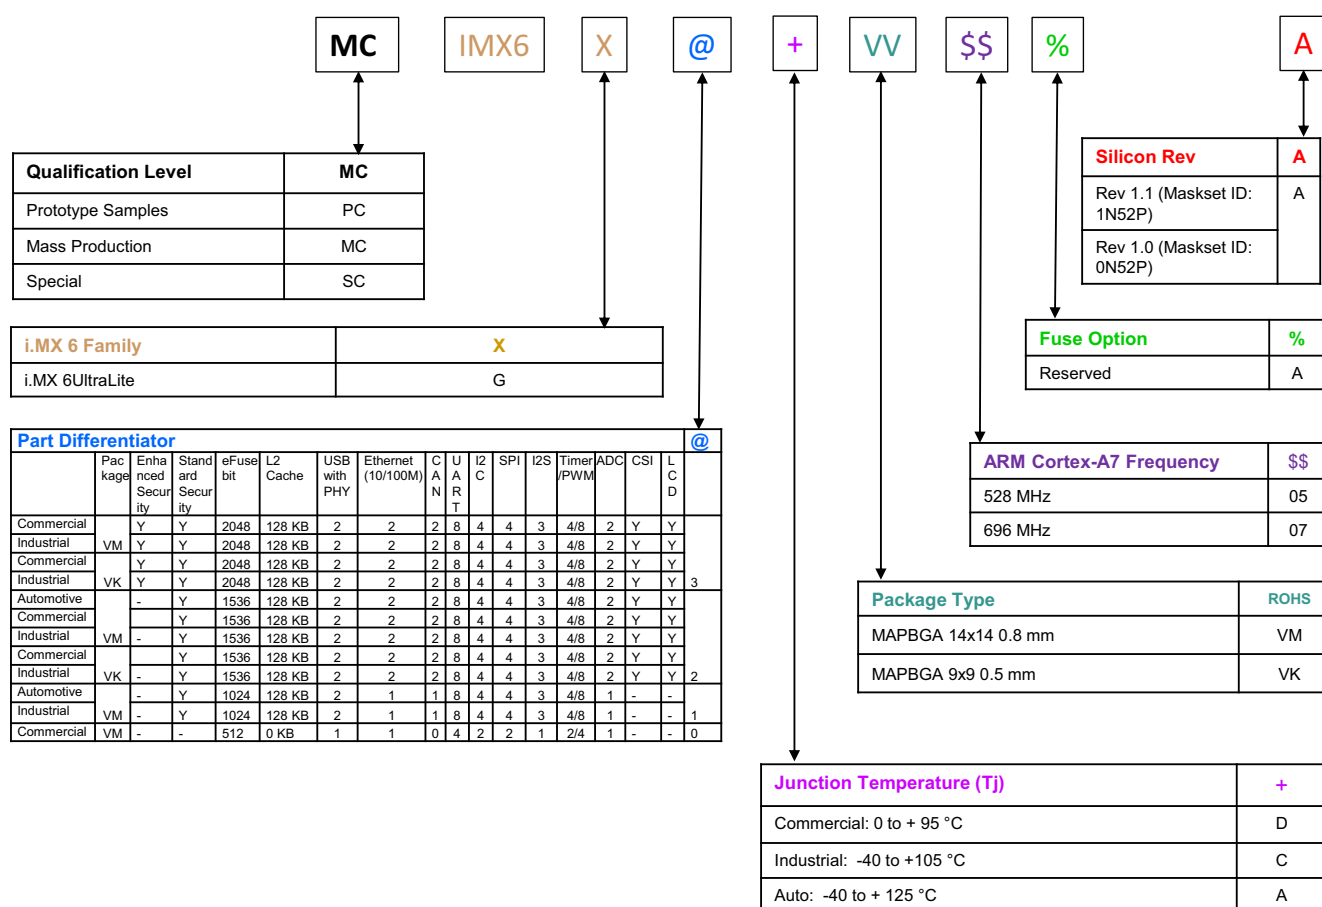 MC IMX6 X @ + VV $$ % A
Qualification Level MC
Prototype Samples PC
Mass Production MC
Special SC
Silicon Rev A
Rev 1.1 (Maskset ID: A
1N52P)
Rev 1.0 (Maskset ID:
0N52P)
i.MX 6 Family X
i.MX 6UltraLite G
Fuse Option %
Reserved A
Part Differentiator @
Pac Enha Stand eFuse L2 USB Ethernet C U I2 SPI I2S Timer ADC CSI L
kage nced ard bit Cache with (10/100M) A A C /PWM C
Secur Secur PHY N R D
ity ity T
Commercial Y Y 2048 128 KB 2 2 2 8 4 4 3 4/8 2 Y Y
Industrial VM Y Y 2048 128 KB 2 2 2 8 4 4 3 4/8 2 Y Y
Commercial Y Y 2048 128 KB 2 2 2 8 4 4 3 4/8 2 Y Y
Industrial VK Y Y 2048 128 KB 2 2 2 8 4 4 3 4/8 2 Y Y 3
Automotive - Y 1536 128 KB 2 2 2 8 4 4 3 4/8 2 Y Y
Commercial Y 1536 128 KB 2 2 2 8 4 4 3 4/8 2 Y Y
Industrial VM - Y 1536 128 KB 2 2 2 8 4 4 3 4/8 2 Y Y
Commercial Y 1536 128 KB 2 2 2 8 4 4 3 4/8 2 Y Y
Industrial VK - Y 1536 128 KB 2 2 2 8 4 4 3 4/8 2 Y Y 2
Automotive - Y 1024 128 KB 2 1 1 8 4 4 3 4/8 1 - -
Industrial VM - Y 1024 128 KB 2 1 1 8 4 4 3 4/8 1 - - 1
Commercial VM - - 512 0 KB 1 1 0 4 2 2 1 2/4 1 - - 0
ARM Cortex-A7 Frequency $$
528 MHz 05
696 MHz 07
Package Type ROHS
MAPBGA 14x14 0.8 mm VM
MAPBGA 9x9 0.5 mm VK
Junction Temperature (Tj) +
Commercial: 0 to + 95 °C D
Industrial: -40 to +105 °C C
Auto: -40 to + 125 °C A